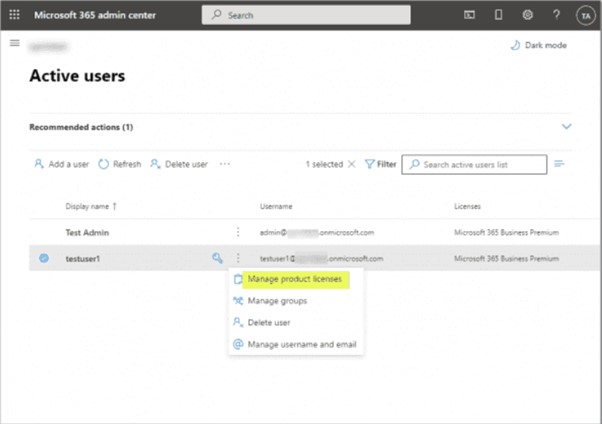 Microsoft 365 admin center
Search
TA
Dark mode
Active users
Recommended actions (1)
Add a user Refresh Delete user ... 1 selected Filter Search active users list
Display name ↑ Username Licenses
Test Admin admin@ .onmicrosoft.com Microsoft 365 Business Premium
testuser1 testuser1@ .onmicrosoft.com Microsoft 365 Business Premium
Manage product licenses
Manage groups
Delete user
Manage username and email